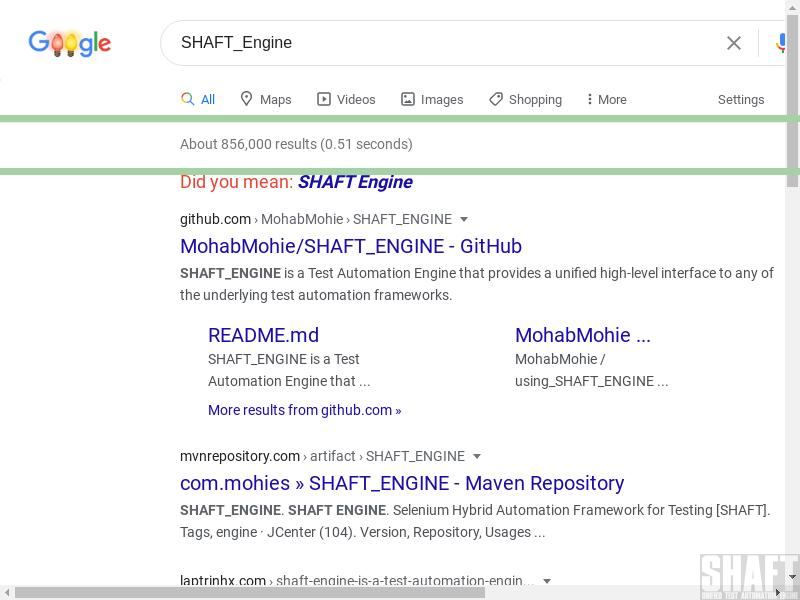 Google
SHAFT_Engine
All Maps Videos Images Shopping More Settings
About 856,000 results (0.51 seconds)
Did you mean: SHAFT Engine
github.com › MohabMohie › SHAFT_ENGINE
MohabMohie/SHAFT_ENGINE - GitHub
SHAFT_ENGINE is a Test Automation Engine that provides a unified high-level interface to any of
the underlying test automation frameworks.
README.md
SHAFT_ENGINE is a Test
Automation Engine that ...
MohabMohie ...
MohabMohie /
using_SHAFT_ENGINE ...
More results from github.com »
mvnrepository.com › artifact › SHAFT_ENGINE
com.mohies » SHAFT_ENGINE - Maven Repository
SHAFT_ENGINE. SHAFT ENGINE. Selenium Hybrid Automation Framework for Testing [SHAFT].
Tags, engine · JCenter (104). Version, Repository, Usages ...
laptrinhx.com › shaft-engine-is-a-test-automation-engin...
SHAFT